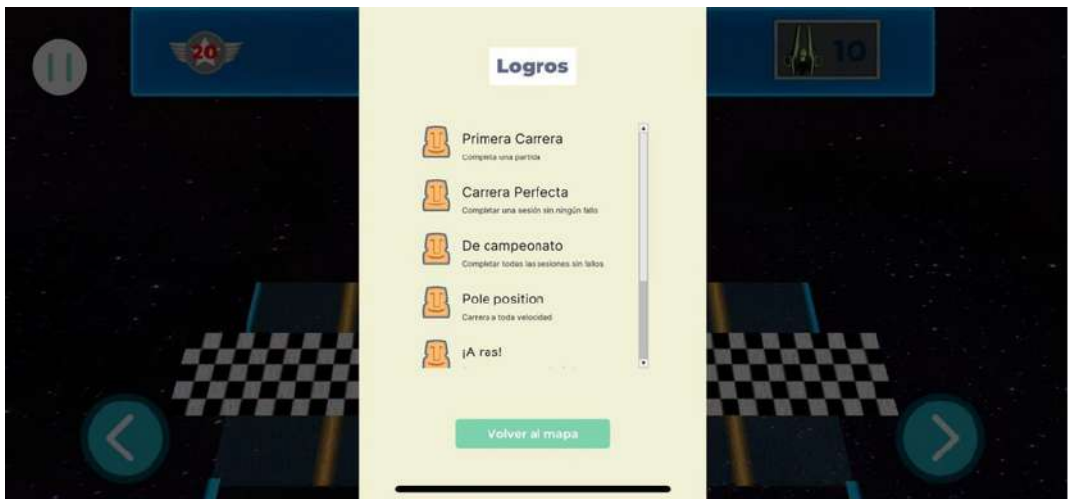 20
10
Logros
Primera Carrera
Completa una partida
Carrera Perfecta
Completar una sesión sin ningún fallo
De campeonato
Completar todas las sesiones sin fallos
Pole position
Carrera a toda velocidad
¡A ras!
Volver al mapa